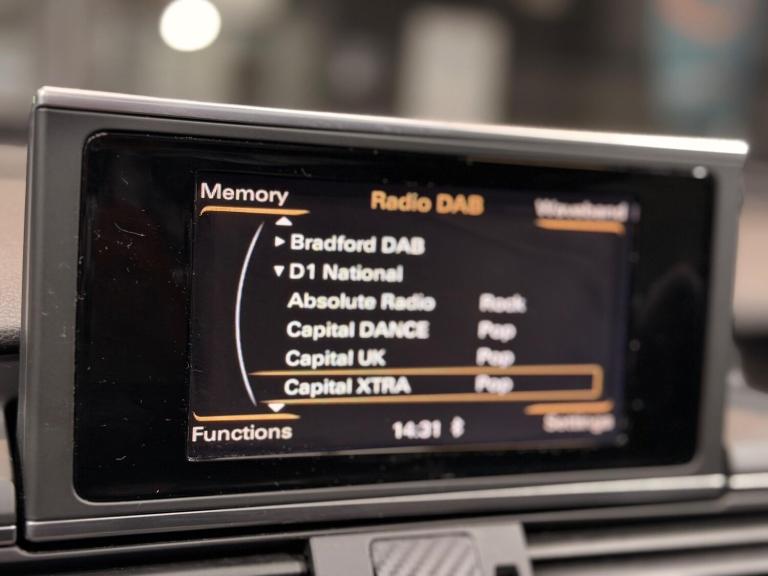 Memory Radio DAB Waveband
Bradford DAB
D1 National
Absolute Radio Rock
Capital DANCE Pop
Capital UK Pop
Capital XTRA Pop
Functions 14:31 Settings